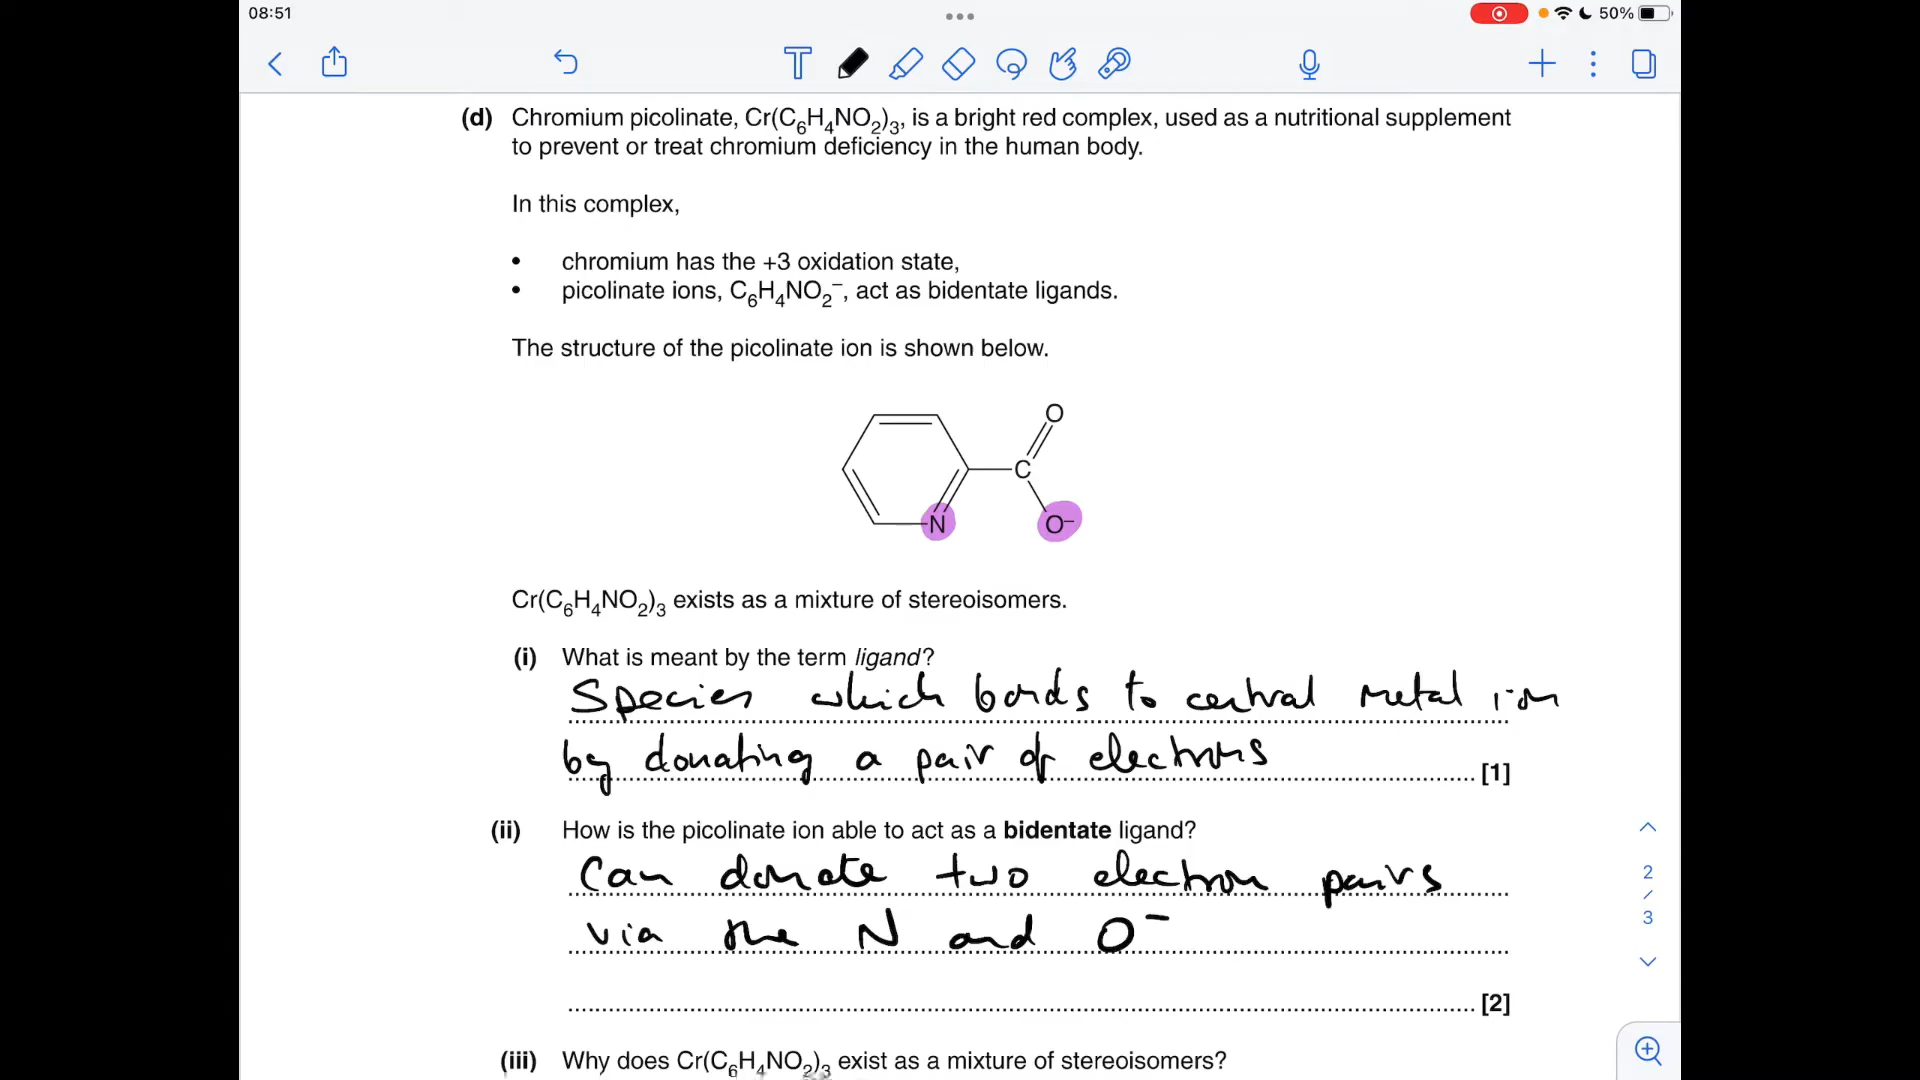 08:51
50%
(d) Chromium picolinate, Cr(C₆H₄NO₂)₃, is a bright red complex, used as a nutritional supplement
to prevent or treat chromium deficiency in the human body.
In this complex,
• chromium has the +3 oxidation state,
• picolinate ions, C₆H₄NO₂⁻, act as bidentate ligands.
The structure of the picolinate ion is shown below.
O
C
N O⁻
Cr(C₆H₄NO₂)₃ exists as a mixture of stereoisomers.
(i) What is meant by the term ligand?
Species which bonds to central metal ion
by donating a pair of electrons
[1]
(ii) How is the picolinate ion able to act as a bidentate ligand?
Can donate two electron pairs
via the N and O⁻
[2]
(iii) Why does Cr(C₆H₄NO₂)₃ exist as a mixture of stereoisomers?
2
/
3